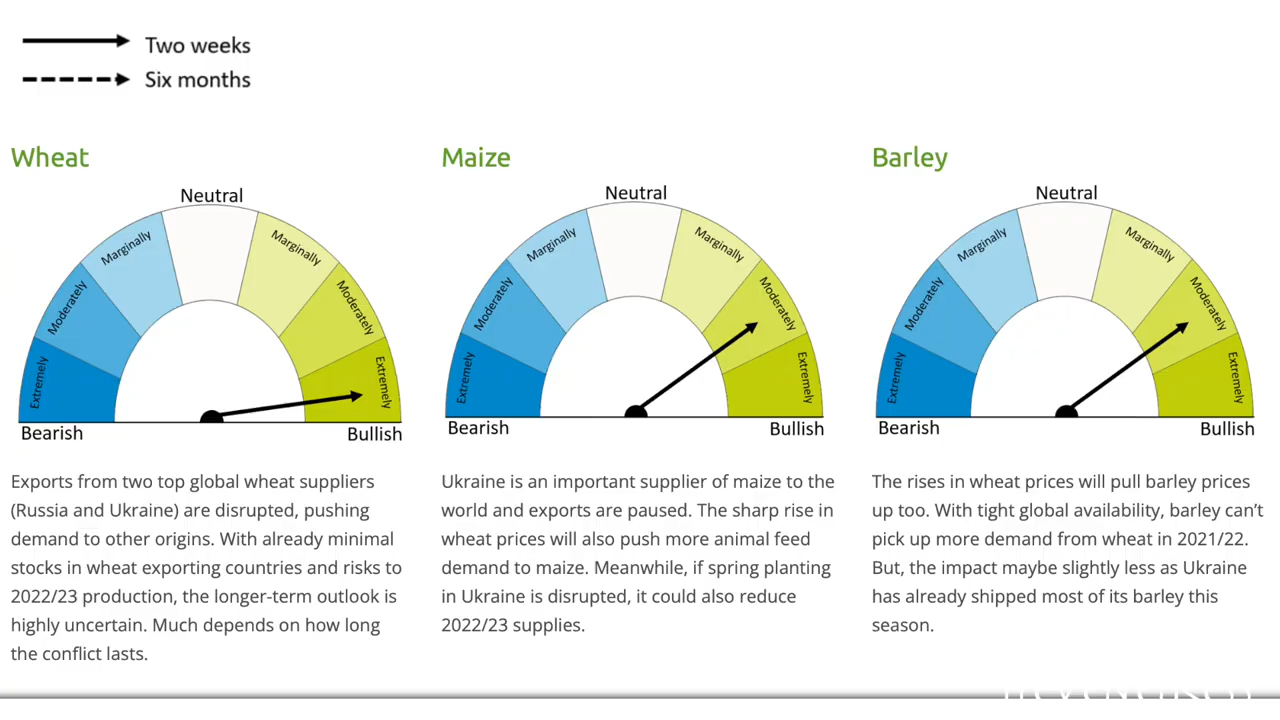 Two weeks
Six months
Wheat
Neutral
Marginally
Marginally
Moderately
Moderately
Extremely
Extremely
Bearish
Bullish
Exports from two top global wheat suppliers
(Russia and Ukraine) are disrupted, pushing
demand to other origins. With already minimal
stocks in wheat exporting countries and risks to
2022/23 production, the longer-term outlook is
highly uncertain. Much depends on how long
the conflict lasts.
Maize
Neutral
Marginally
Marginally
Moderately
Moderately
Extremely
Extremely
Bearish
Bullish
Ukraine is an important supplier of maize to the
world and exports are paused. The sharp rise in
wheat prices will also push more animal feed
demand to maize. Meanwhile, if spring planting
in Ukraine is disrupted, it could also reduce
2022/23 supplies.
Barley
Neutral
Marginally
Marginally
Moderately
Moderately
Extremely
Extremely
Bearish
Bullish
The rises in wheat prices will pull barley prices
up too. With tight global availability, barley can't
pick up more demand from wheat in 2021/22.
But, the impact maybe slightly less as Ukraine
has already shipped most of its barley this
season.